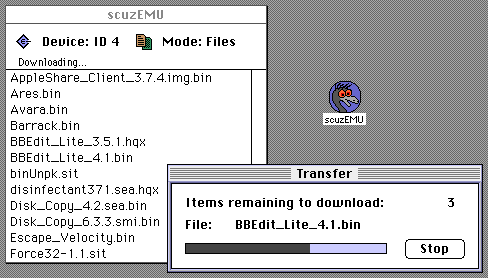 scuzEMU
Device: ID 4 Mode: Files
Downloading...
AppleShare_Client_3.7.4.img.bin
Ares.bin
Avara.bin
Barrack.bin
BBEdit_Lite_3.5.1.hqx
BBEdit_Lite_4.1.bin
binUnpk.sit
disinfectant371.sea.hqx
Disk_Copy_4.2.sea.bin
Disk_Copy_6.3.3.smi.bin
Escape_Velocity.bin
Force32-1.1.sit
scuzEMU
Transfer
Items remaining to download: 3
File: BBEdit_Lite_4.1.bin
Stop